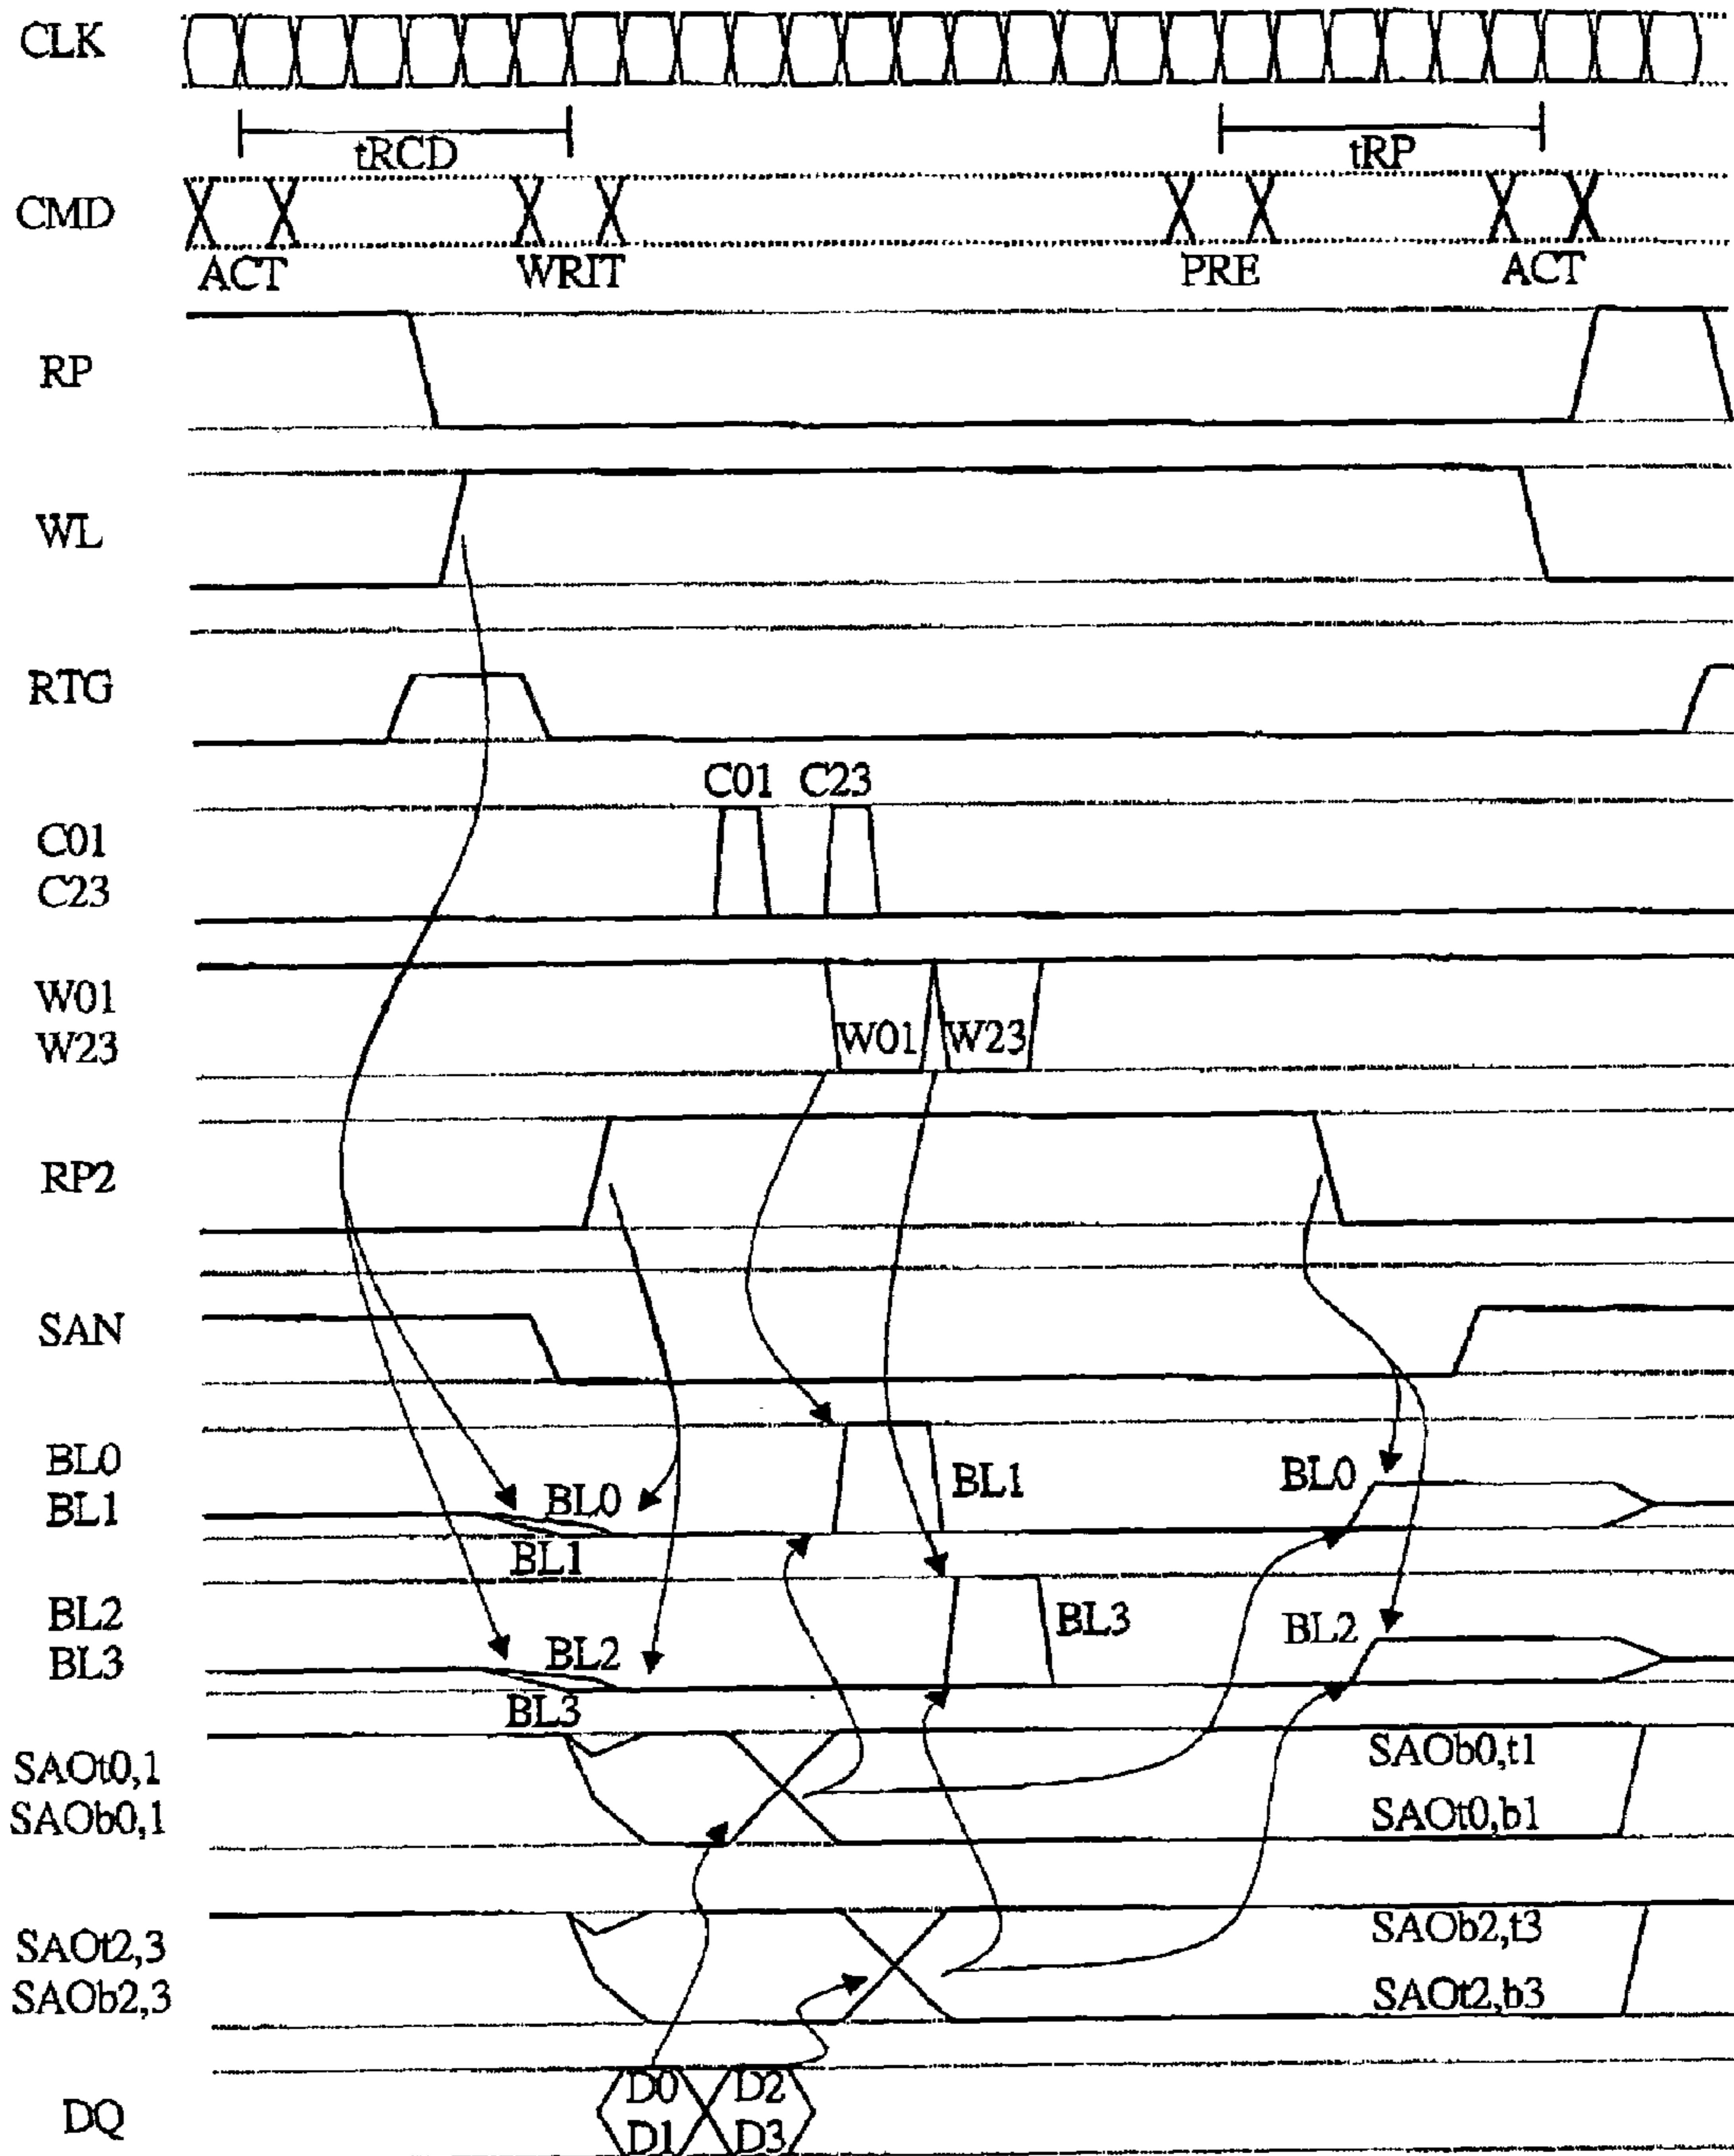 CLK
tRCD
tRP
CMD
ACT
WRIT
PRE
ACT
RP
WL
RTG
C01 C23
C01
C23
W01
W23
W01 W23
RP2
SAN
BL0
BL1
BL0
BL1
BL1
BL0
BL2
BL3
BL2
BL3
BL3
BL2
SAOt0,1
SAOb0,1
SAOb0,t1
SAOt0,b1
SAOt2,3
SAOb2,3
SAOb2,t3
SAOt2,b3
DQ
D0 D2
D1 D3